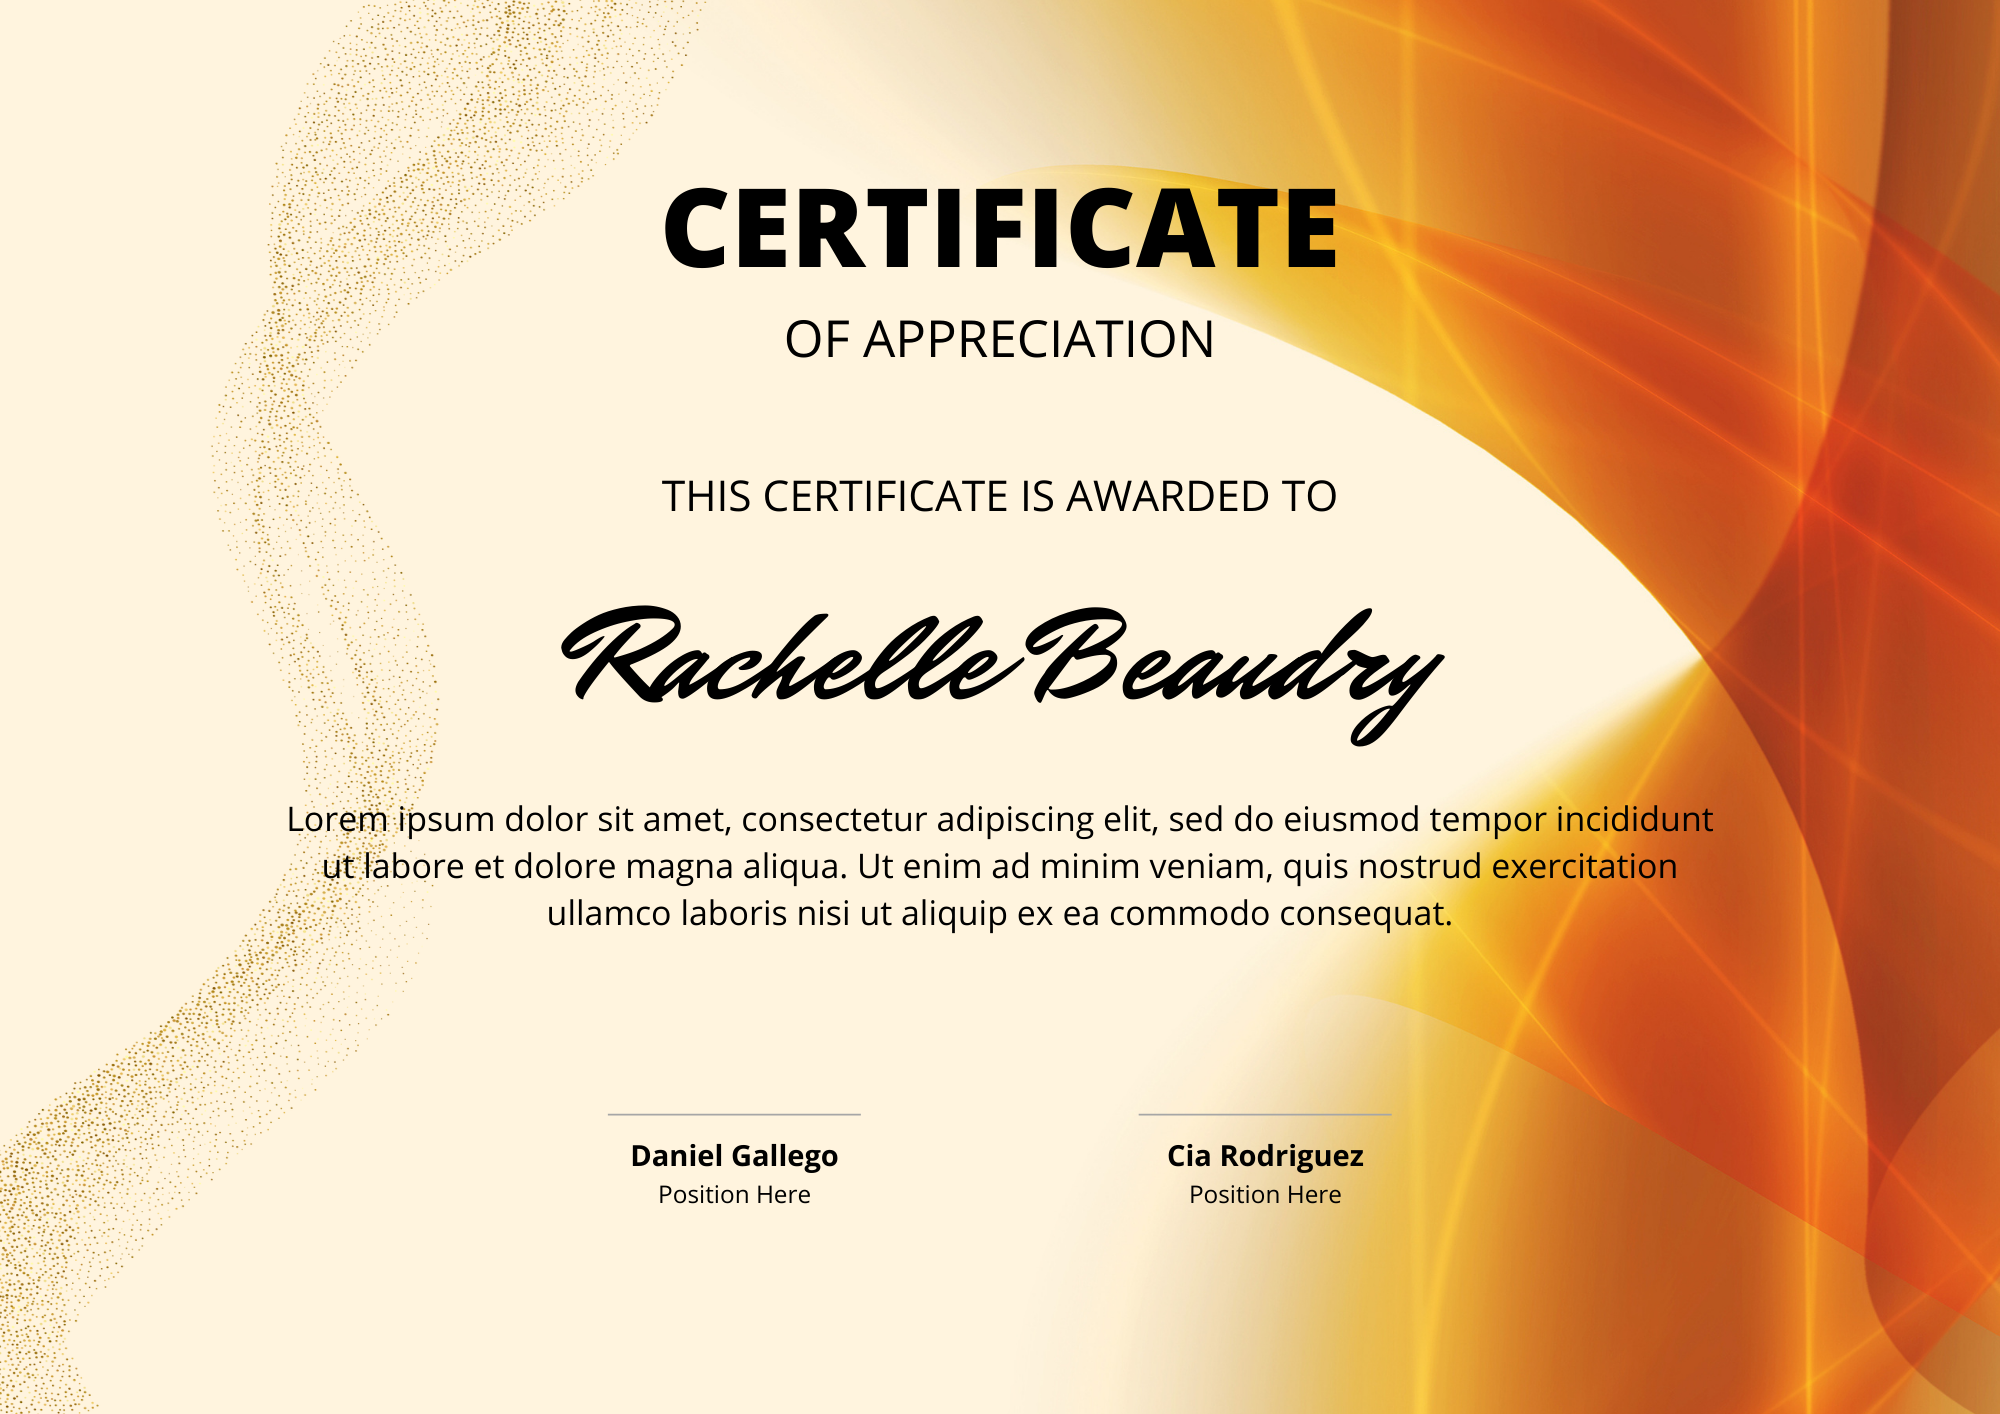 CERTIFICATE
OF APPRECIATION
THIS CERTIFICATE IS AWARDED TO
Rachelle Beaudry
Lorem ipsum dolor sit amet, consectetur adipiscing elit, sed do eiusmod tempor incididunt
ut labore et dolore magna aliqua. Ut enim ad minim veniam, quis nostrud exercitation
ullamco laboris nisi ut aliquip ex ea commodo consequat.
Daniel Gallego
Position Here
Cia Rodriguez
Position Here